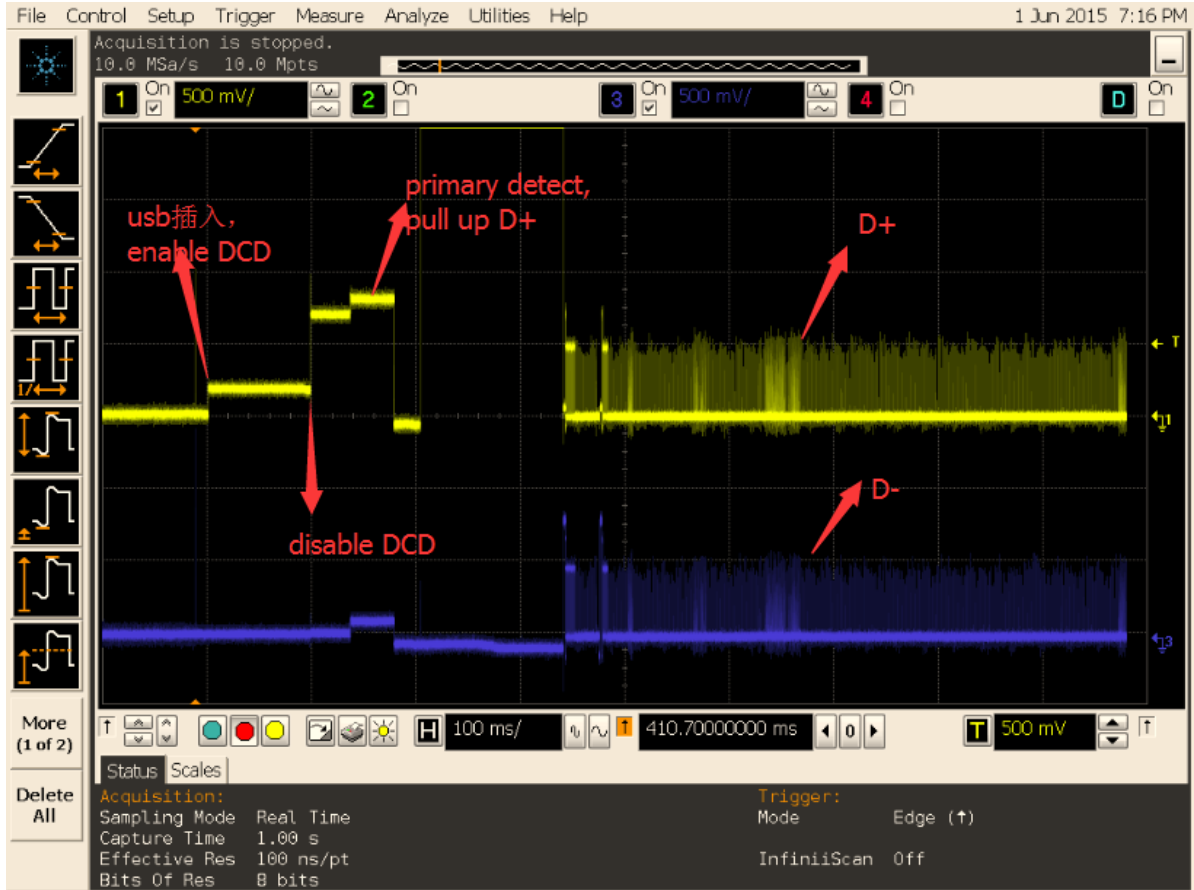 File Control Setup Trigger Measure Analyze Utilities Help 1 Jun 2015 7:16 PM
Acquisition is stopped.
10.0 MSa/s 10.0 Mpts
1 On 500 mV/ 2 On 3 On 500 mV/ 4 On D On
primary detect,
pull up D+
usb插入，
enable DCD
D+
T
1
disable DCD
D-
3
1/
More
(1 of 2)
Delete
All
H 100 ms/ 410.70000000 ms 0 T 500 mV
Status Scales
Acquisition:
Sampling Mode Real Time
Capture Time 1.00 s
Effective Res 100 ns/pt
Bits Of Res 8 bits
Trigger:
Mode Edge (↑)
InfiniiScan Off